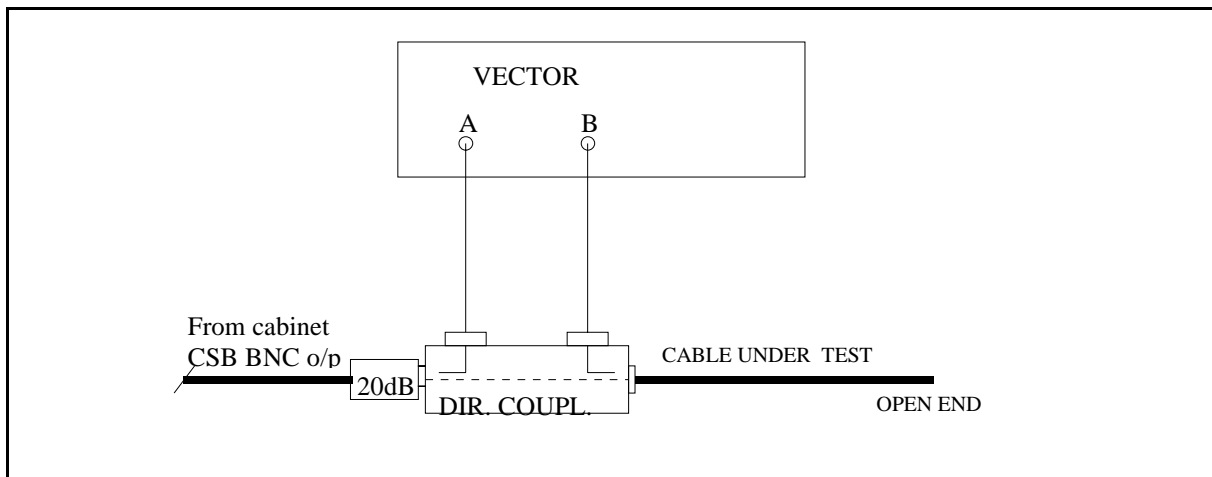 VECTOR
A
B
From cabinet
CSB BNC o/p
20dB
DIR. COUPL.
CABLE UNDER TEST
OPEN END